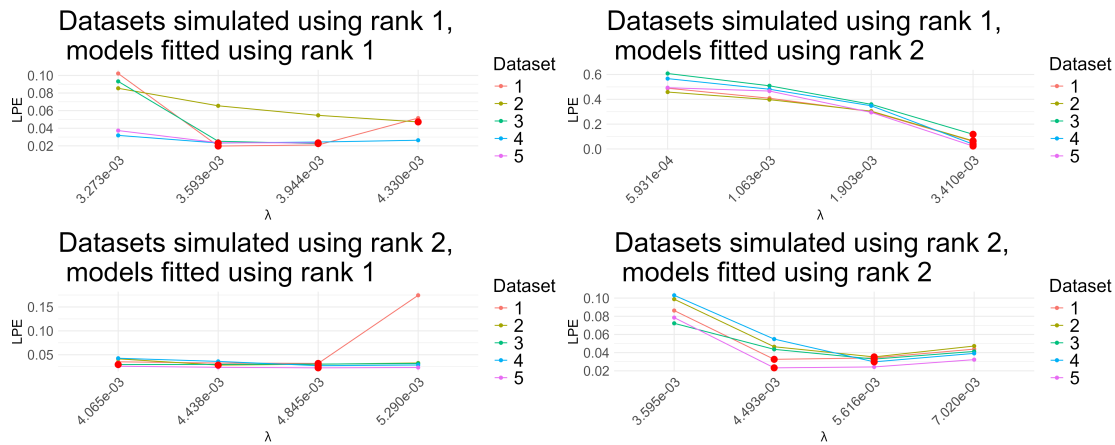 Datasets simulated using rank 1,
models fitted using rank 1
LPE
0.10
0.08
0.06
0.04
0.02
3.273e-03
3.593e-03
3.944e-03
4.330e-03
λ
Dataset
1
2
3
4
5
Datasets simulated using rank 1,
models fitted using rank 2
LPE
0.6
0.4
0.2
0.0
5.931e-04
1.063e-03
1.903e-03
3.410e-03
λ
Dataset
1
2
3
4
5
Datasets simulated using rank 2,
models fitted using rank 1
LPE
0.15
0.10
0.05
4.065e-03
4.438e-03
4.845e-03
5.290e-03
λ
Dataset
1
2
3
4
5
Datasets simulated using rank 2,
models fitted using rank 2
LPE
0.10
0.08
0.06
0.04
0.02
3.595e-03
4.493e-03
5.616e-03
7.020e-03
λ
Dataset
1
2
3
4
5